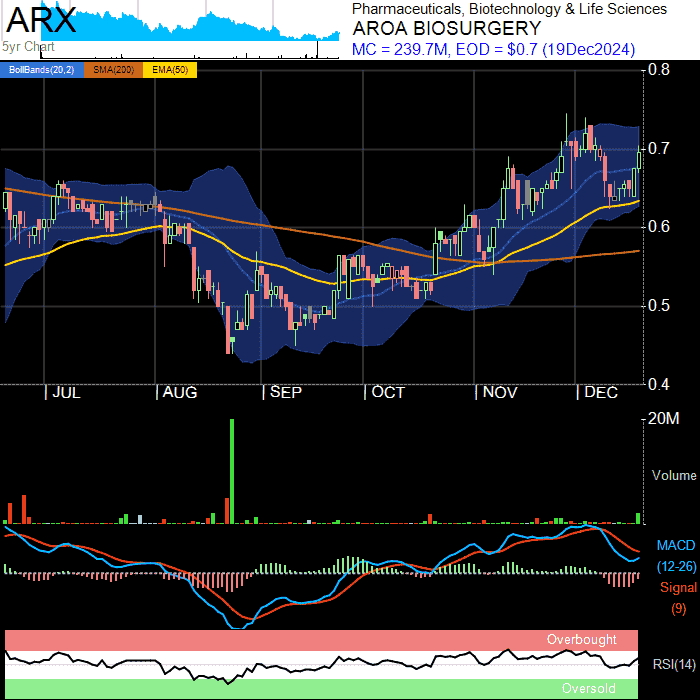 ARX
5yr Chart
Pharmaceuticals, Biotechnology & Life Sciences
AROA BIOSURGERY
MC = 239.7M, EOD = $0.7 (19Dec2024)
BollBands(20,2) SMA(200) EMA(50)
0.8
0.7
0.6
0.5
0.4
| JUL | AUG | SEP | OCT | NOV | DEC
20M
Volume
MACD
(12-26)
Signal
(9)
Overbought
RSI(14)
Oversold